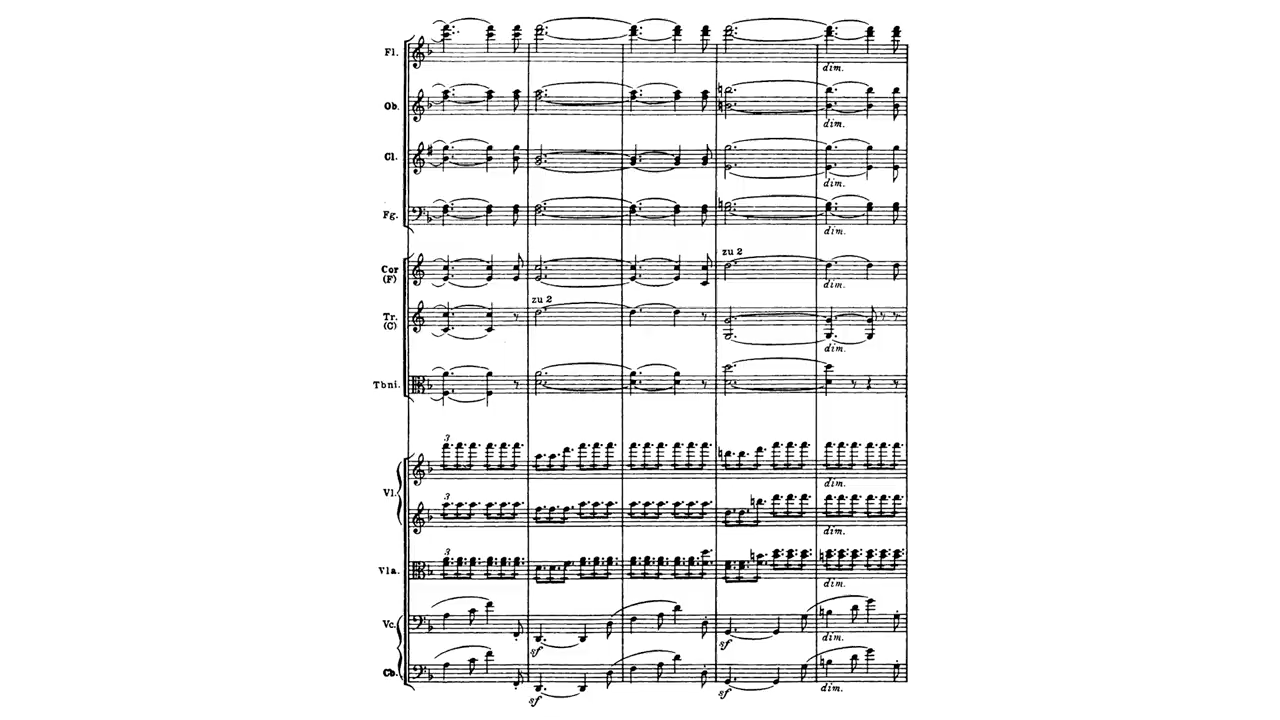 Fl.
dim.
Ob.
dim.
Cl.
dim.
Fg.
dim.
zu 2
Cor
(F)
dim.
zu 2
Tr.
(C)
dim.
Tbni.
3
dim.
Vl.
3
dim.
3
Vla.
dim.
Vc.
sf
sf
dim.
Cb.
sf
sf
dim.